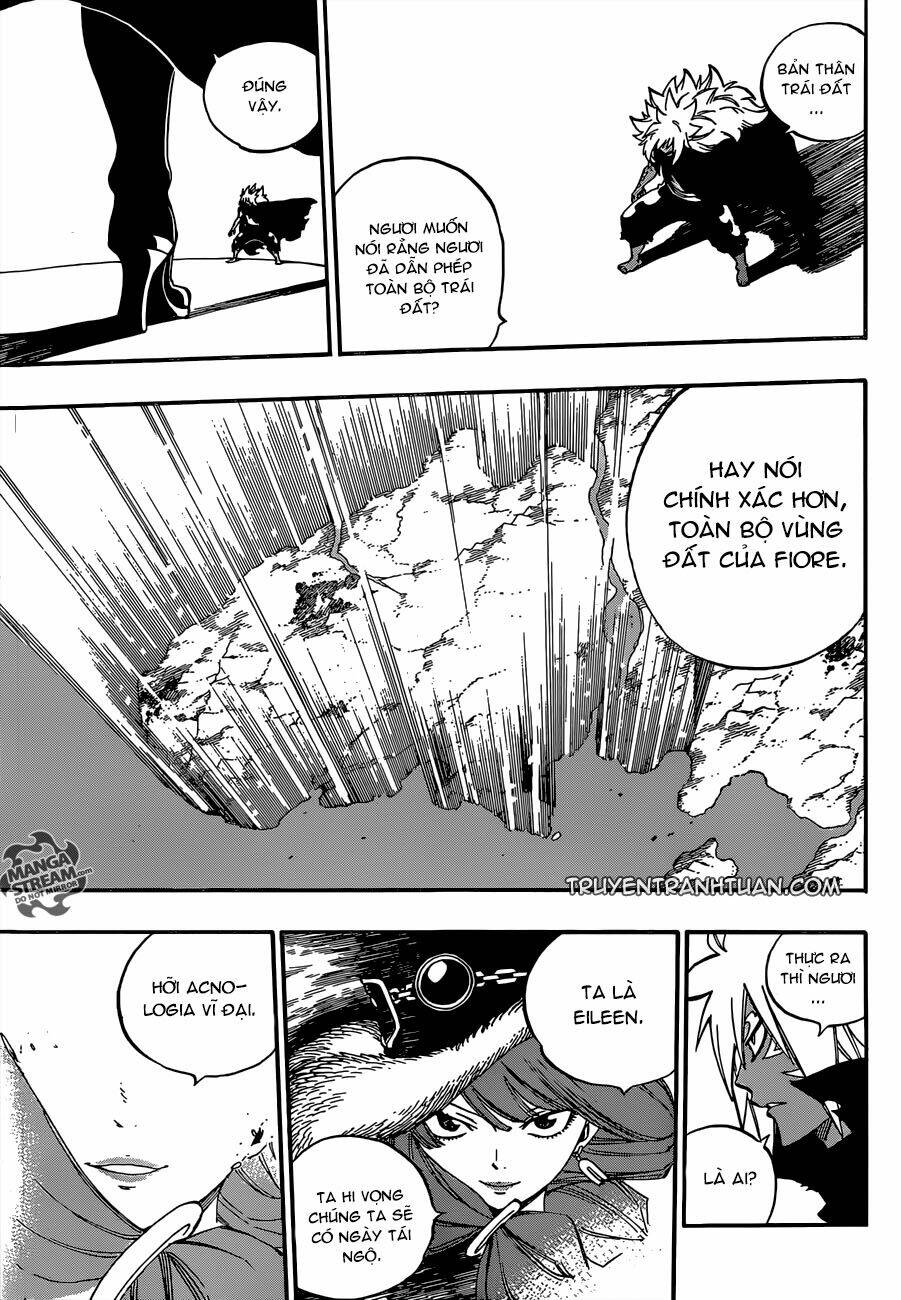 BẢN THÂN
TRÁI ĐẤT
...
NGƯƠI MUỐN
NÓI RẰNG NGƯƠI
ĐÃ DẪN PHÉP
TOÀN BỘ TRÁI
ĐẤT?
ĐÚNG
VẬY.
HAY NÓI
CHÍNH XÁC HƠN,
TOÀN BỘ VÙNG
ĐẤT CỦA FIORE.
MANGA
STREAM.com
DO NOT MIRROR
TRUYENTRANHTUAN.COM
THỰC RA
THÌ NGƯƠI
...
LÀ AI?
TA LÀ
EILEEN.
TA HI VỌNG
CHÚNG TA SẼ
CÓ NGÀY TÁI
NGỘ.
HỠI ACNO-
LOGIA VĨ ĐẠI.